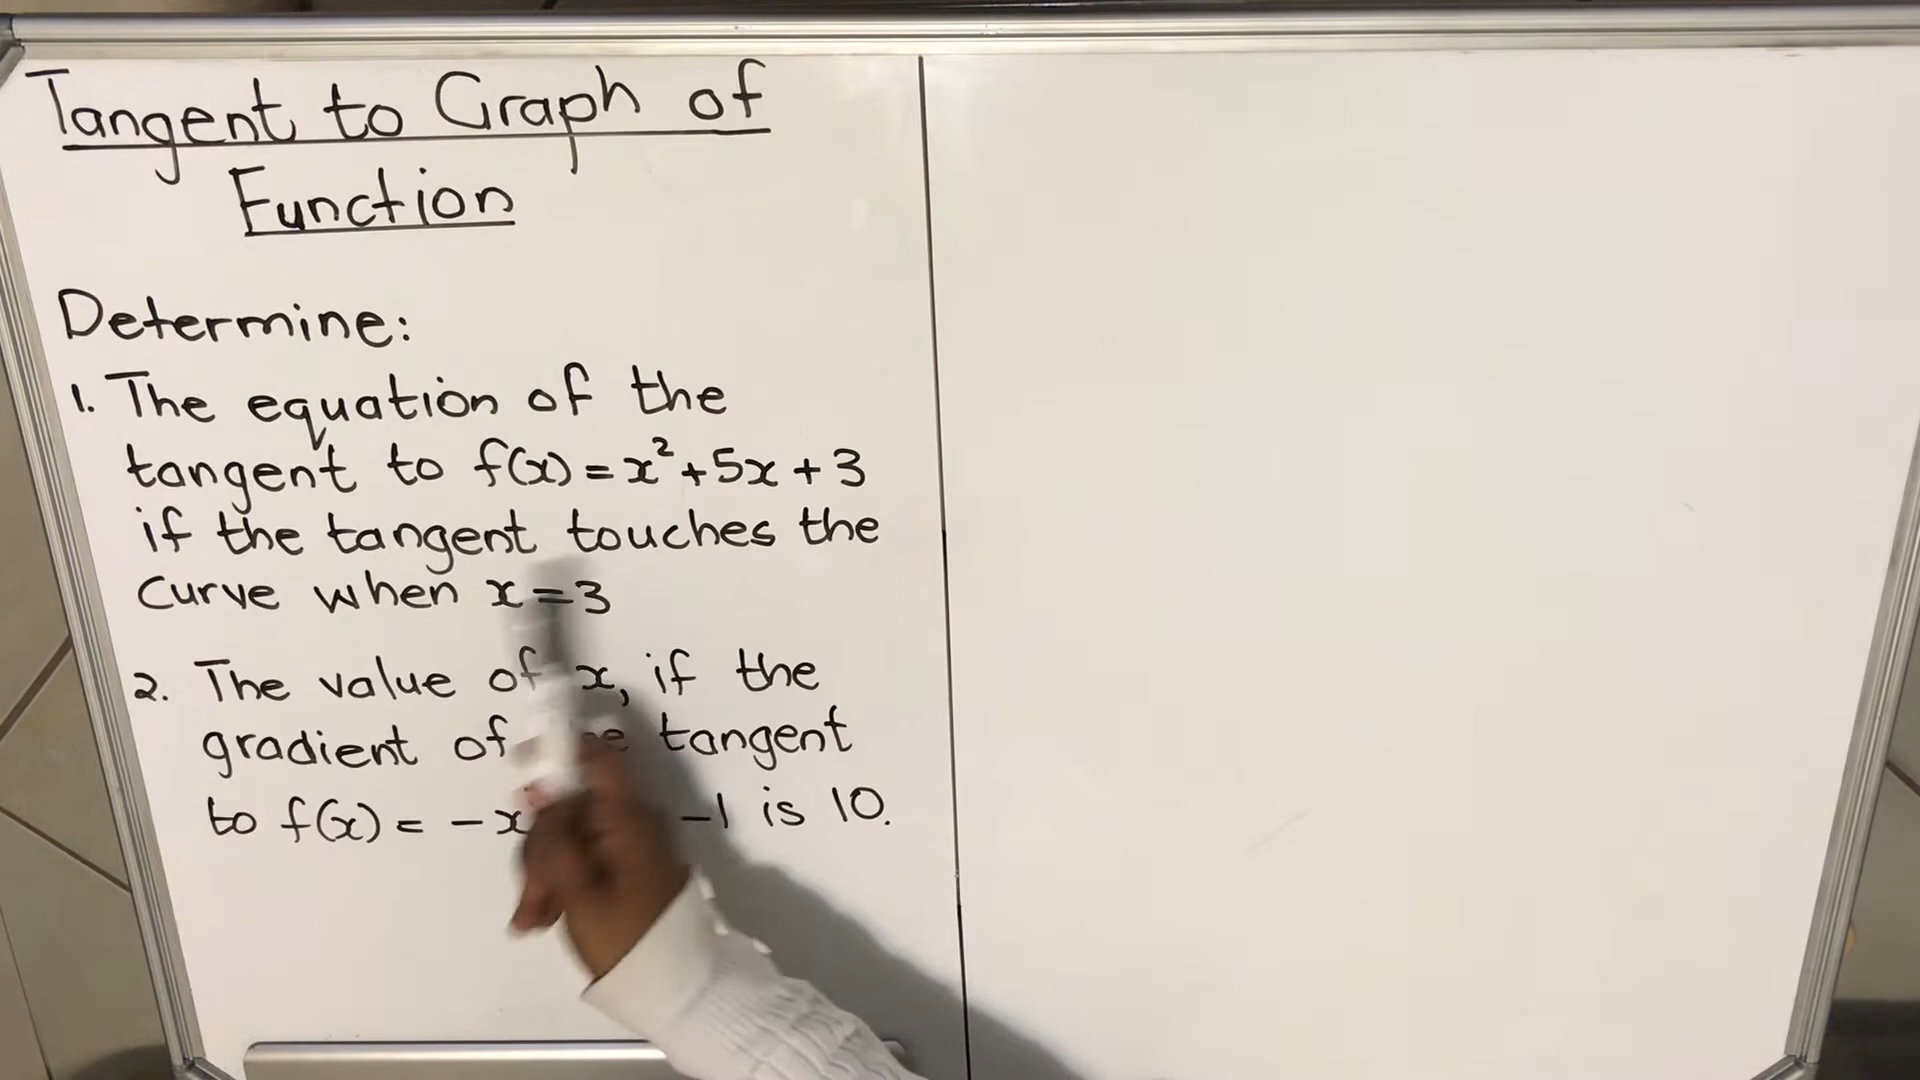 Tangent to Graph of
Function
Determine:
1. The equation of the
tangent to f(x) = x²+5x+3
if the tangent touches the
curve when x=3
2. The value of x, if the
gradient of tangent
to f(x) = -x -1 is 10.